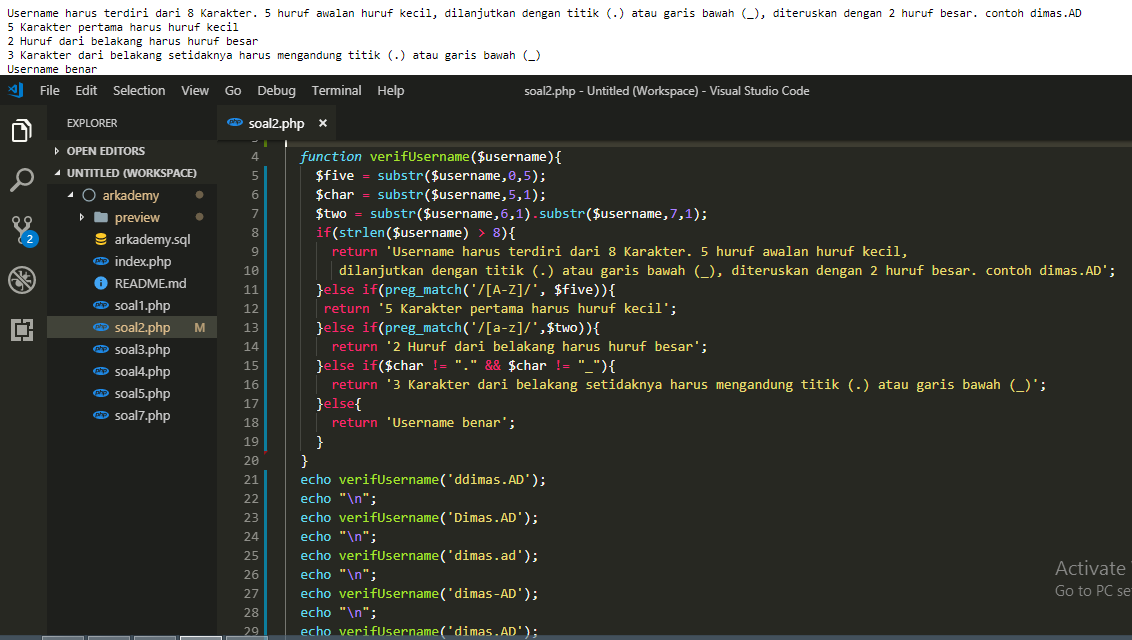 Username harus terdiri dari 8 Karakter. 5 huruf awalan huruf kecil, dilanjutkan dengan titik (.) atau garis bawah (_), diteruskan dengan 2 huruf besar. contoh dimas.AD
5 Karakter pertama harus huruf kecil
2 Huruf dari belakang harus huruf besar
3 Karakter dari belakang setidaknya harus mengandung titik (.) atau garis bawah (_)
Username benar
File Edit Selection View Go Debug Terminal Help soal2.php - Untitled (Workspace) - Visual Studio Code
EXPLORER
OPEN EDITORS
UNTITLED (WORKSPACE)
arkademy
preview
arkademy.sql
index.php
README.md
soal1.php
soal2.php M
soal3.php
soal4.php
soal5.php
soal7.php
2
soal2.php ×
4 function verifUsername($username){
5 $five = substr($username,0,5);
6 $char = substr($username,5,1);
7 $two = substr($username,6,1).substr($username,7,1);
8 if(strlen($username) > 8){
9 return 'Username harus terdiri dari 8 Karakter. 5 huruf awalan huruf kecil,
10 dilanjutkan dengan titik (.) atau garis bawah (_), diteruskan dengan 2 huruf besar. contoh dimas.AD';
11 }else if(preg_match('/[A-Z]/', $five)){
12 return '5 Karakter pertama harus huruf kecil';
13 }else if(preg_match('/[a-z]/',$two)){
14 return '2 Huruf dari belakang harus huruf besar';
15 }else if($char != "." && $char != "_"){
16 return '3 Karakter dari belakang setidaknya harus mengandung titik (.) atau garis bawah (_)';
17 }else{
18 return 'Username benar';
19 }
20 }
21 echo verifUsername('ddimas.AD');
22 echo "\n";
23 echo verifUsername('Dimas.AD');
24 echo "\n";
25 echo verifUsername('dimas.ad');
26 echo "\n";
27 echo verifUsername('dimas-AD');
28 echo "\n";
29 echo verifUsername('dimas.AD');
Activate
Go to PC se